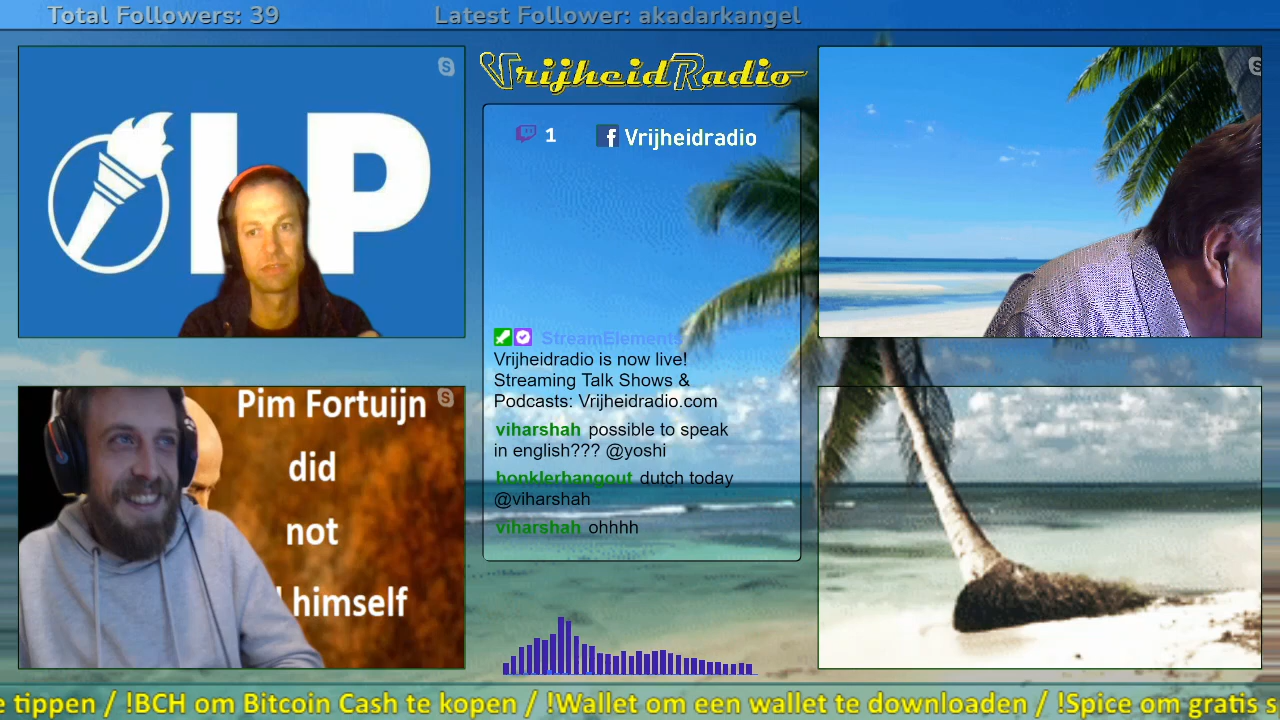 Total Followers: 39
Latest Follower: akadarkangel
VrijheidRadio
LP
1
Vrijheidradio
StreamElements
Vrijheidradio is now live!
Streaming Talk Shows &
Podcasts: Vrijheidradio.com
viharshah possible to speak
in english??? @yoshi
honklerhangout dutch today
@viharshah
viharshah ohhhh
Pim Fortuijn
did
not
himself
tippen / !BCH om Bitcoin Cash te kopen / !Wallet om een wallet te downloaden / !Spice om gratis